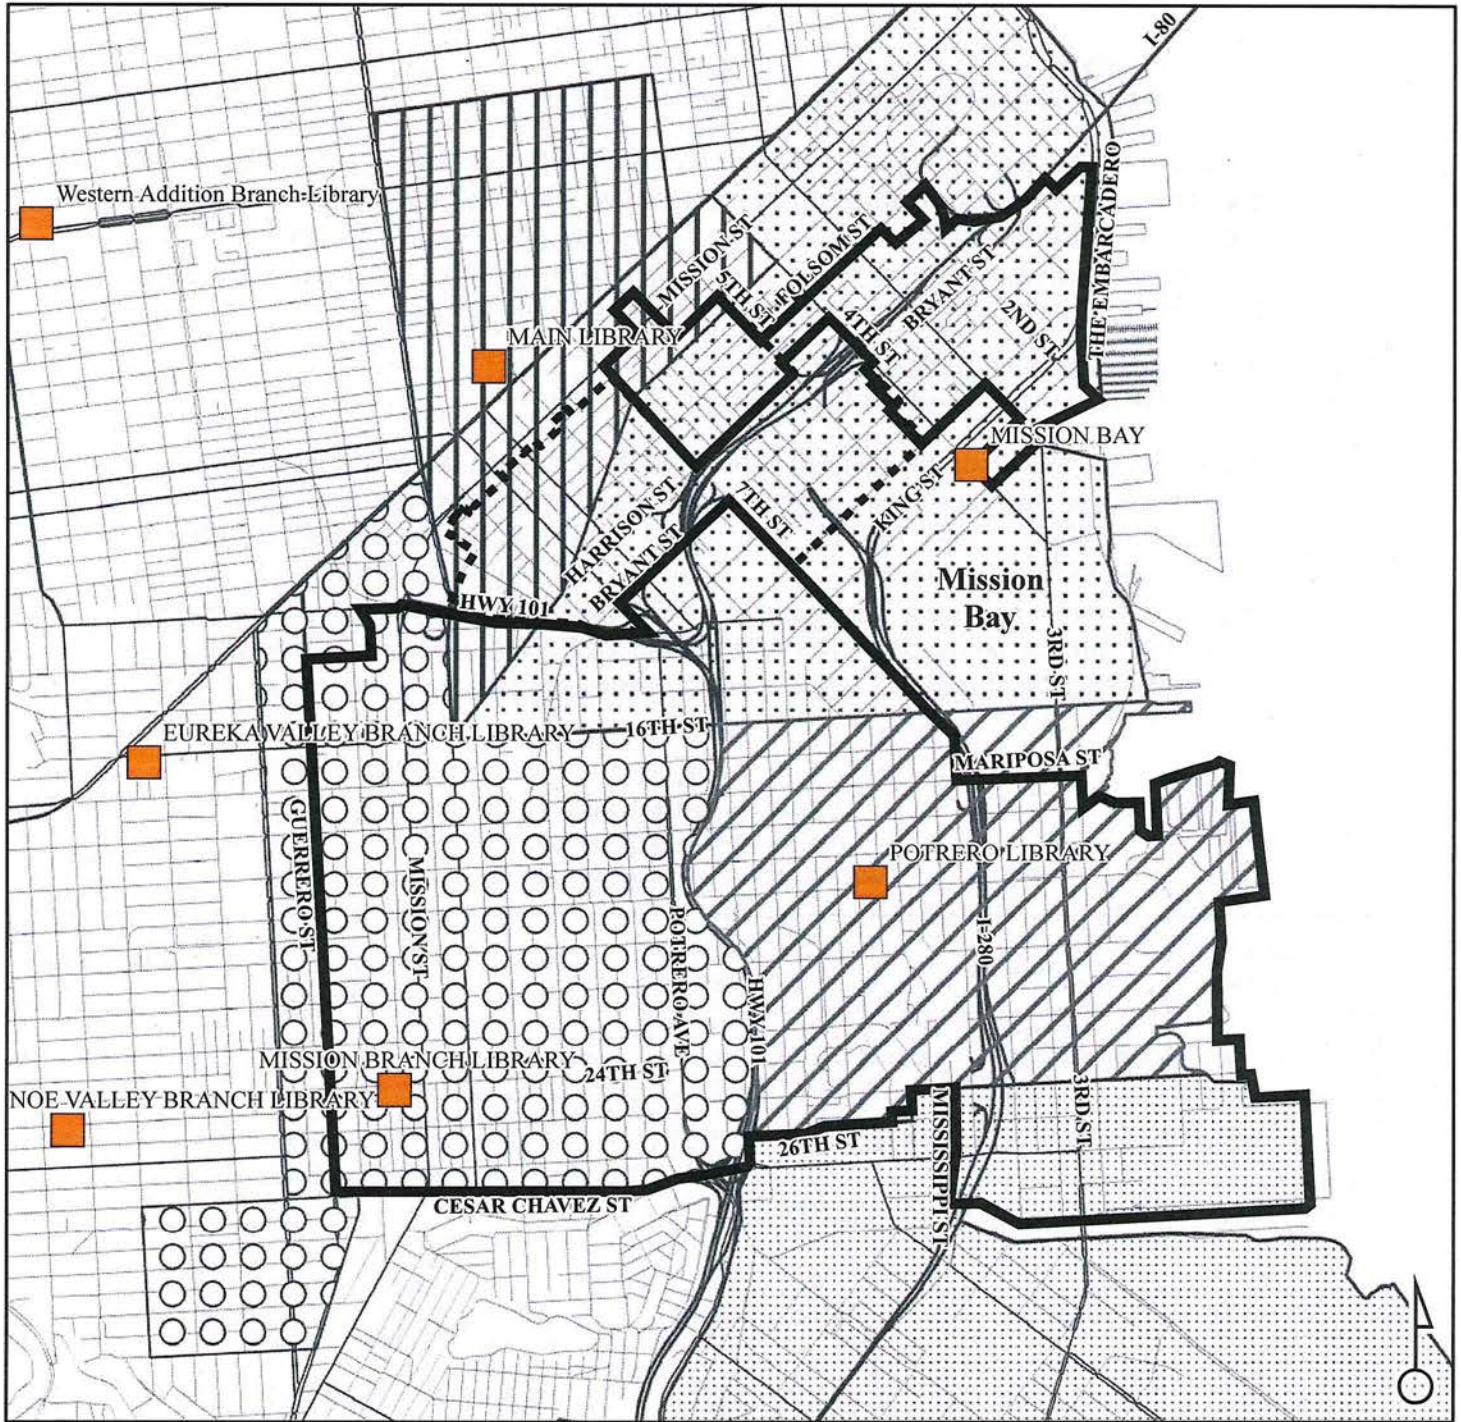 I-80
Western Addition Branch Library
THE EMBARCADERO
MISSION ST
5TH ST
FOLSOM ST
BRYANT ST
4TH ST
2ND ST
MAIN LIBRARY
MISSION BAY
HARRISON ST
7TH ST
KING ST
BRYANT ST
Mission
Bay
HWY 101
3RD ST
EUREKA VALLEY BRANCH LIBRARY
16TH ST
MARIPOSA ST
GUERRERO ST
MISSION ST
POTRERO LIBRARY
POTRERO AVE
I-280
HWY 101
MISSION BRANCH LIBRARY
24TH ST
NOE VALLEY BRANCH LIBRARY
3RD ST
MISSISSIPPI ST
26TH ST
CESAR CHAVEZ ST